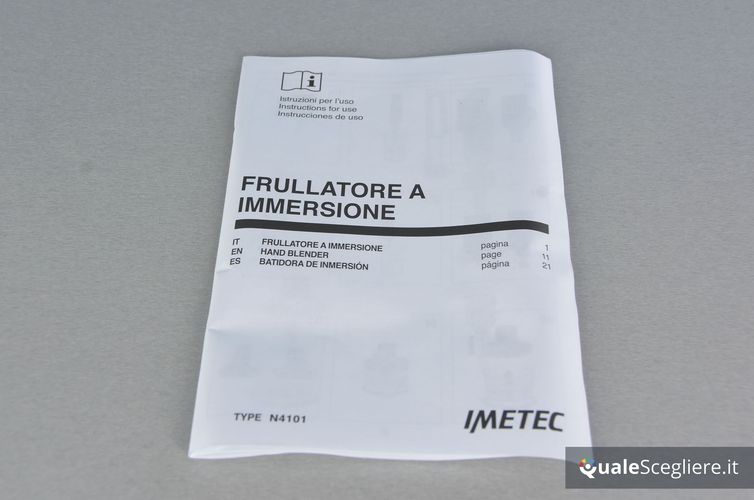 i
Istruzioni per l'uso
Instructions for use
Instrucciones de uso
FRULLATORE A
IMMERSIONE
IT FRULLATORE A IMMERSIONE pagina 1
EN HAND BLENDER page 11
ES BATIDORA DE INMERSIÓN página 21
TYPE N4101
IMETEC
QualeScegliere.it